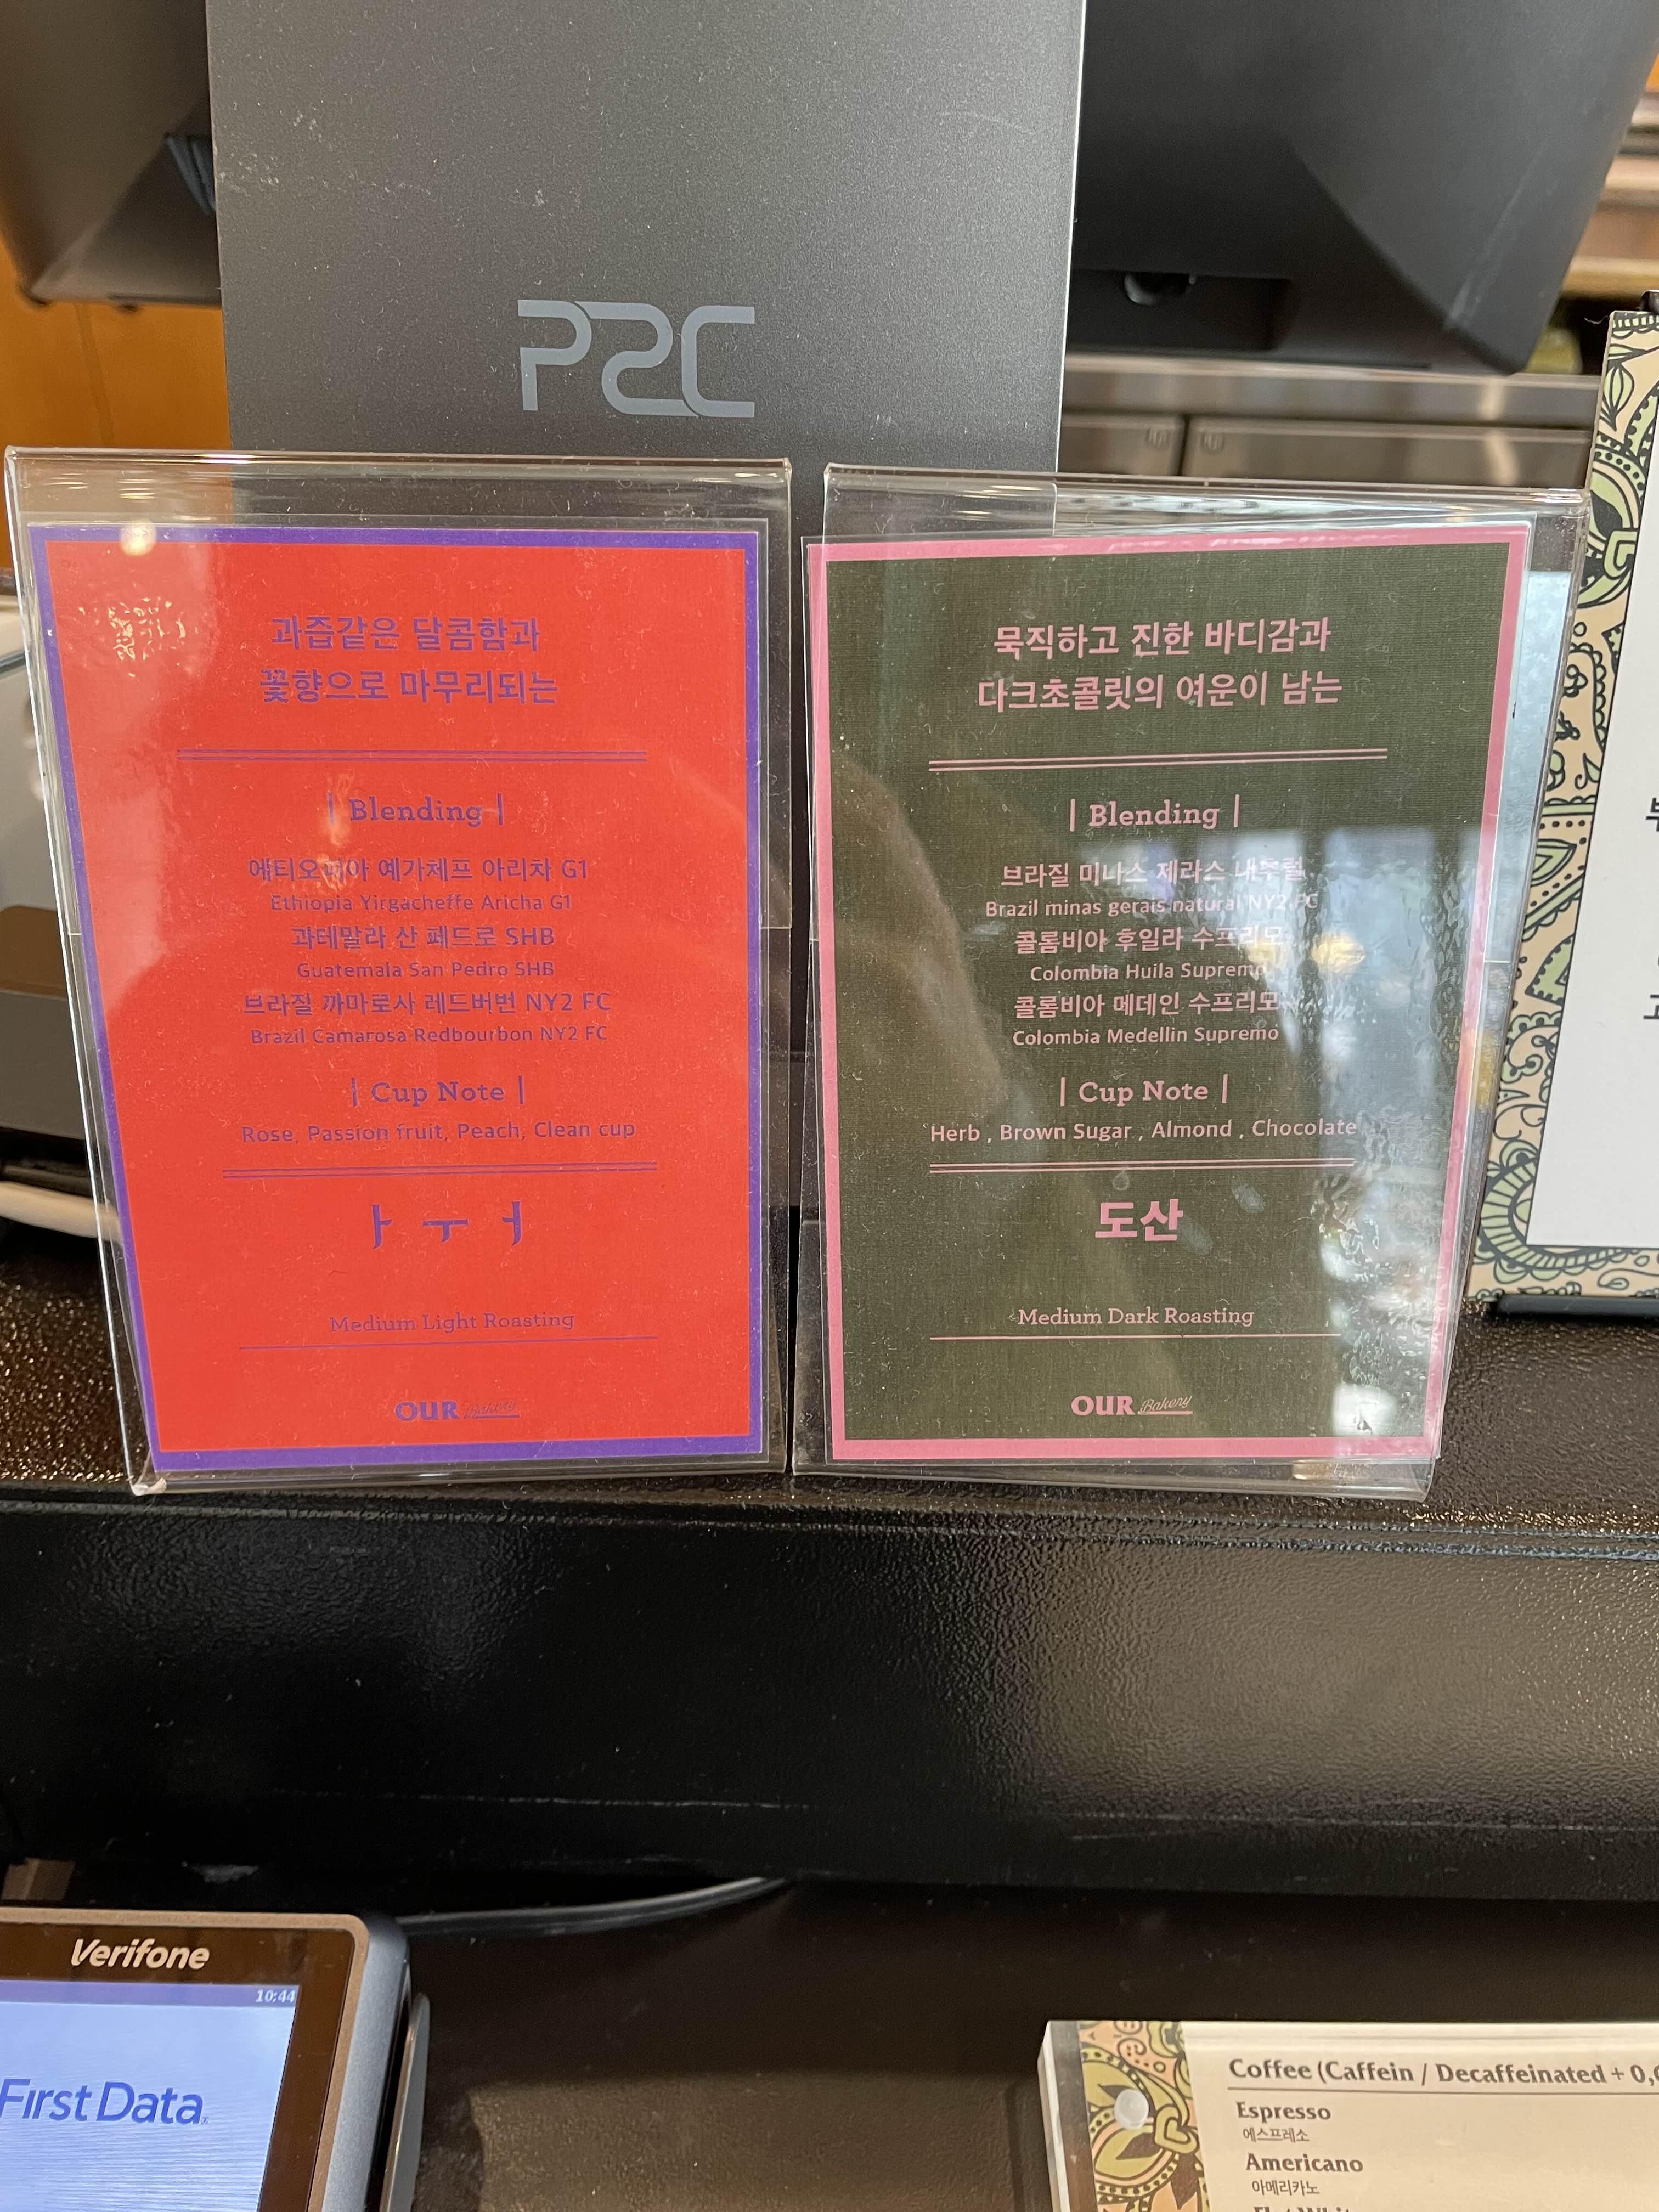 P2C
과즙같은 달콤함과
꽃향으로 마무리되는
| Blending |
에티오피아 예가체프 아리차 G1
Ethiopia Yirgacheffe Aricha G1
과테말라 산 페드로 SHB
Guatemala San Pedro SHB
브라질 까마로사 레드버번 NY2 FC
Brazil Camarosa Redbourbon NY2 FC
| Cup Note |
Rose, Passion fruit, Peach, Clean cup
ㅏ ㅜ ㅓ
Medium Light Roasting
OUR Bakery
묵직하고 진한 바디감과
다크초콜릿의 여운이 남는
| Blending |
브라질 미나스 제라스 내추럴
Brazil minas gerais natural NY2 FC
콜롬비아 후일라 수프리모
Colombia Huila Supremo
콜롬비아 메데인 수프리모
Colombia Medellin Supremo
| Cup Note |
Herb , Brown Sugar , Almond , Chocolate
도산
Medium Dark Roasting
OUR Bakery
Verifone
10:44
First Data
Coffee (Caffein / Decaffeinated + 0,
Espresso
에스프레소
Americano
아메리카노